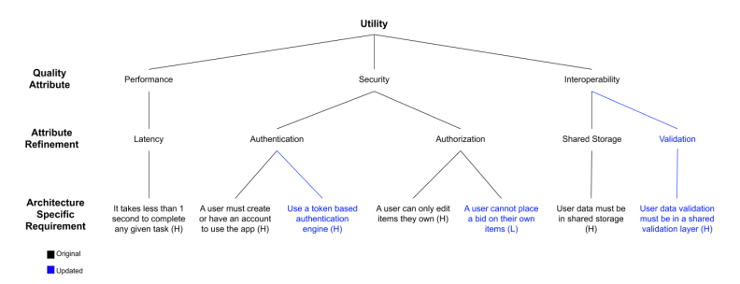 Utility
Quality
Attribute
Performance
Security
Interoperability
Attribute
Refinement
Latency
Authentication
Authorization
Shared Storage
Validation
Architecture
Specific
Requirement
It takes less than 1
second to complete
any given task (H)
A user must create
or have an account
to use the app (H)
Use a token based
authentication
engine (H)
A user can only edit
items they own (H)
A user cannot place
a bid on their own
items (L)
User data must be
in shared storage
(H)
User data validation
must be in a shared
validation layer (H)
Original
Updated